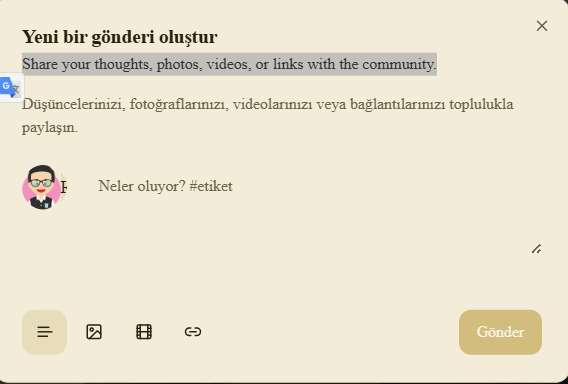 Yeni bir gönderi oluştur
Share your thoughts, photos, videos, or links with the community.
Düşüncelerinizi, fotoğraflarınızı, videolarınızı veya bağlantılarınızı toplulukla
paylaşın.
Neler oluyor? #etiket
Gönder